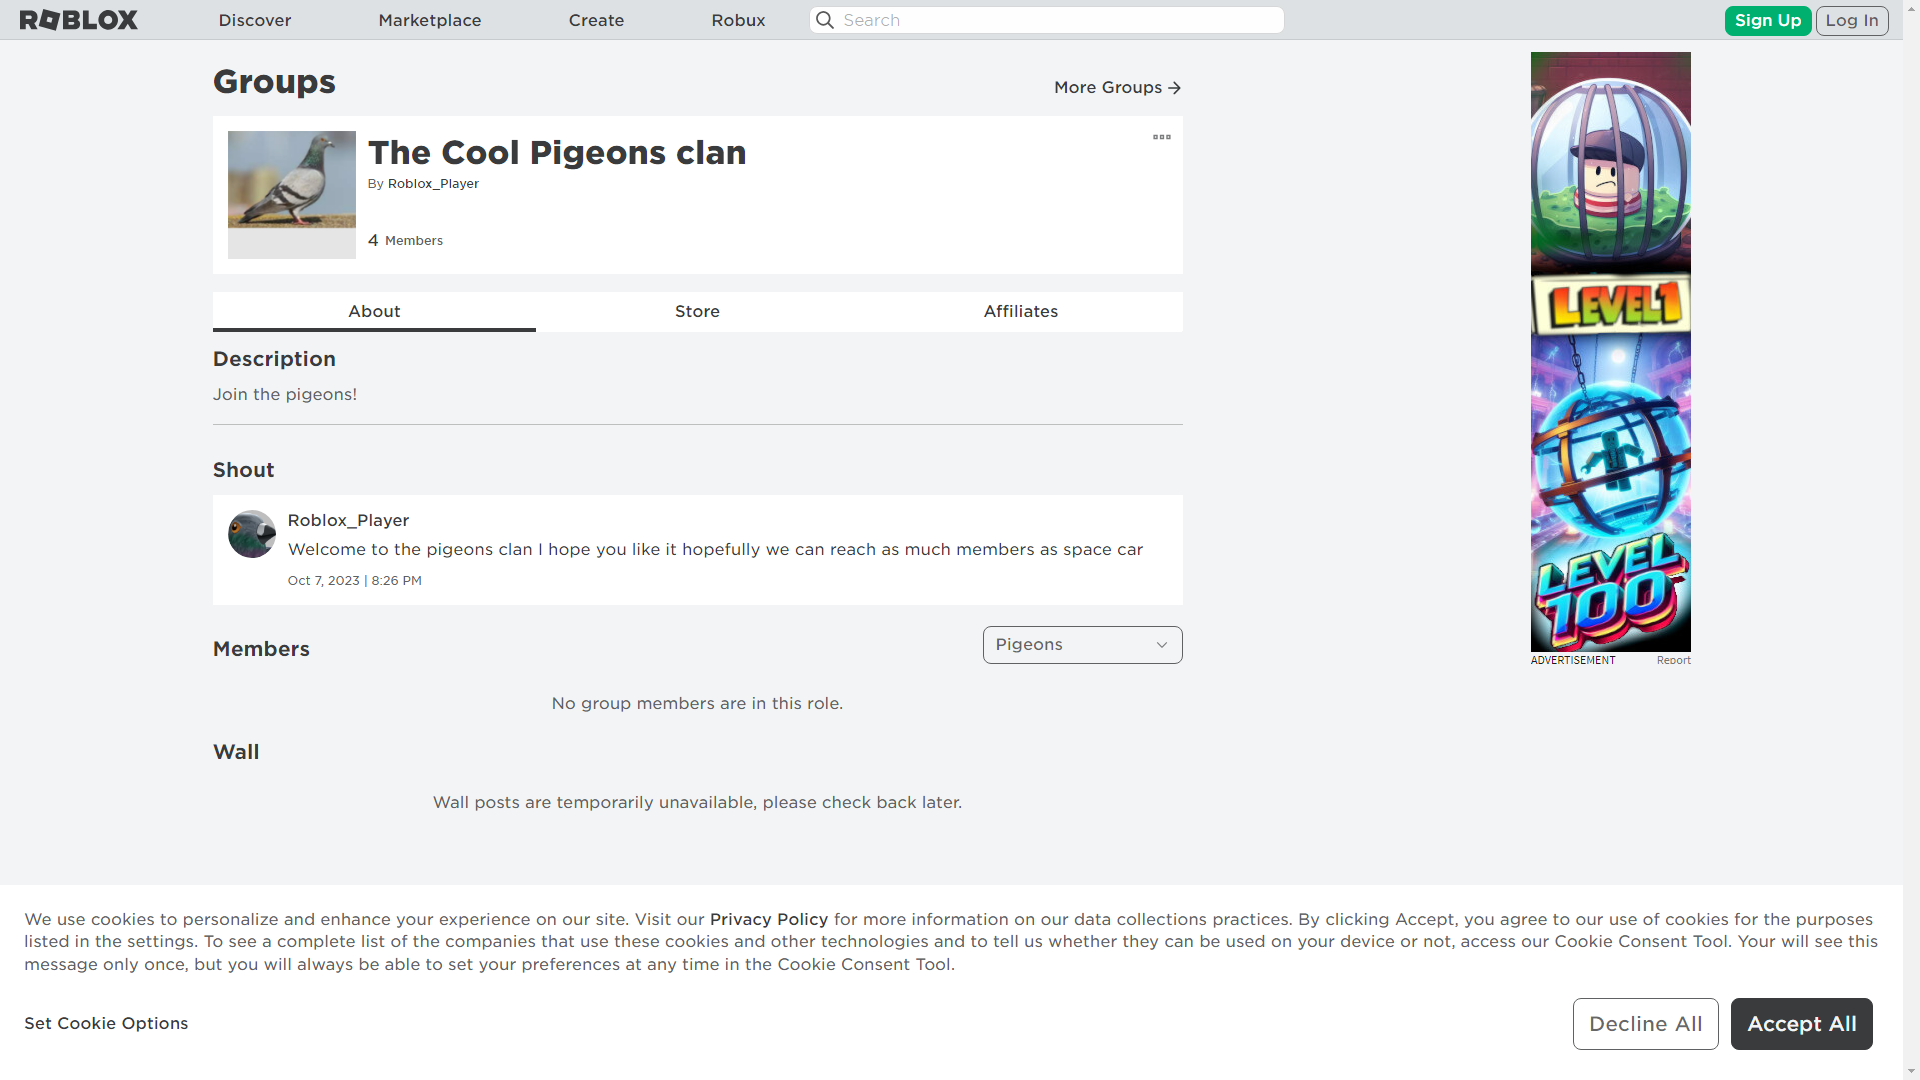 ROBLOX
Discover
Marketplace
Create
Robux
Search
Sign Up
Log In
Groups
More Groups
The Cool Pigeons clan
By Roblox_Player
4 Members
About
Store
Affiliates
Description
Join the pigeons!
Shout
Roblox_Player
Welcome to the pigeons clan I hope you like it hopefully we can reach as much members as space car
Oct 7, 2023 | 8:26 PM
Members
Pigeons
No group members are in this role.
Wall
Wall posts are temporarily unavailable, please check back later.
LEVEL1
LEVEL
100
ADVERTISEMENT
Report
We use cookies to personalize and enhance your experience on our site. Visit our Privacy Policy for more information on our data collections practices. By clicking Accept, you agree to our use of cookies for the purposes
listed in the settings. To see a complete list of the companies that use these cookies and other technologies and to tell us whether they can be used on your device or not, access our Cookie Consent Tool. Your will see this
message only once, but you will always be able to set your preferences at any time in the Cookie Consent Tool.
Set Cookie Options
Decline All
Accept All